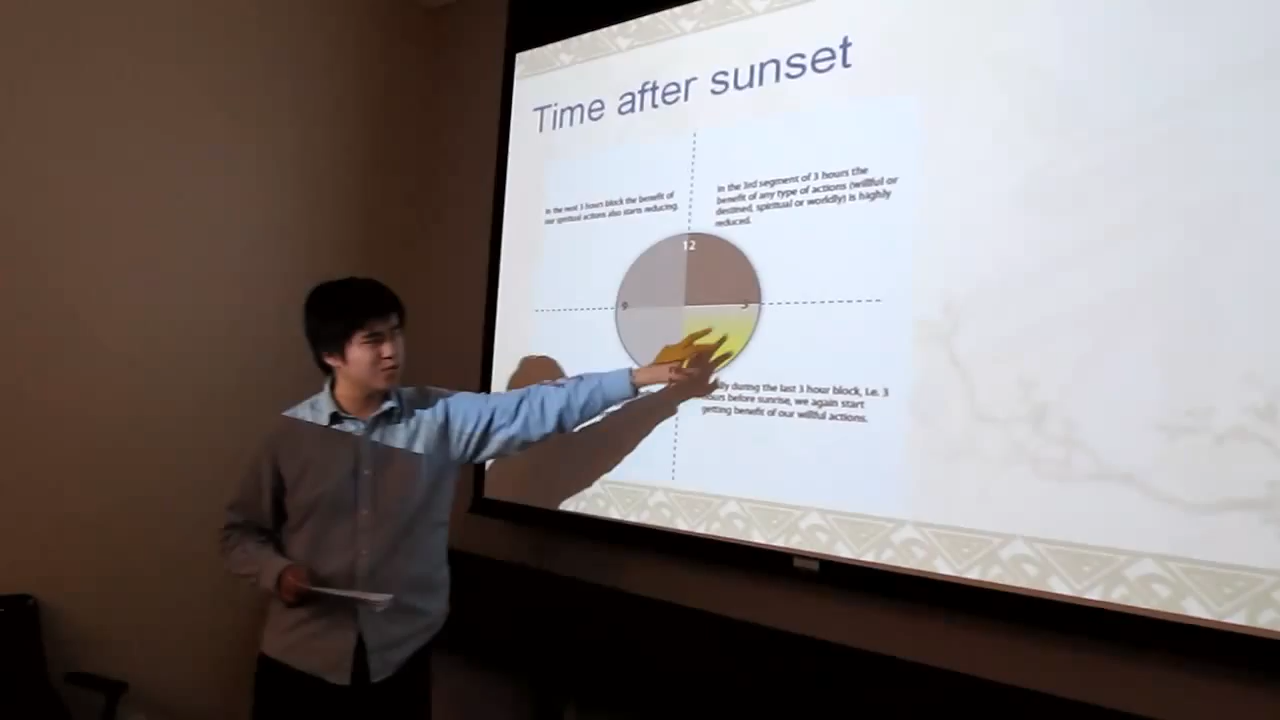 Time after sunset
In the next 3 hours block the benefit of
our spiritual actions also starts reducing.
In the 3rd segment of 3 hours the
benefit of any type of actions (willful or
destined, spiritual or worldly) is highly
reduced.
12
9
3
during the last 3 hour block, i.e. 3
hours before sunrise, we again start
getting benefit of our willful actions.